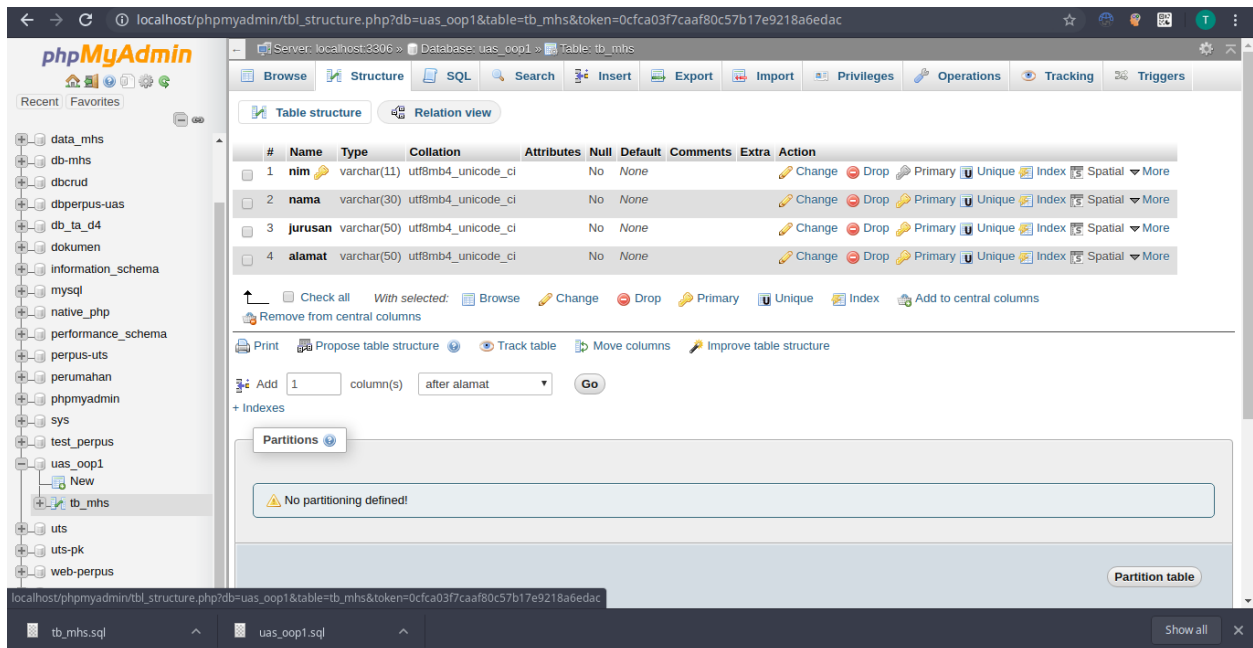 localhost/phpmyadmin/tbl_structure.php?db=uas_oop1&table=tb_mhs&token=0cfca03f7caaf80c57b17e9218a6edac T
phpMyAdmin
Recent Favorites
data_mhs
db-mhs
dbcrud
dbperpus-uas
db_ta_d4
dokumen
information_schema
mysql
native_php
performance_schema
perpus-uts
perumahan
phpmyadmin
sys
test_perpus
uas_oop1
New
tb_mhs
uts
uts-pk
web-perpus
Server: localhost:3306 » Database: uas_oop1 » Table: tb_mhs
Browse Structure SQL Search Insert Export Import Privileges Operations Tracking Triggers
Table structure Relation view
# Name Type Collation Attributes Null Default Comments Extra Action
1 nim varchar(11) utf8mb4_unicode_ci No None Change Drop Primary Unique Index Spatial More
2 nama varchar(30) utf8mb4_unicode_ci No None Change Drop Primary Unique Index Spatial More
3 jurusan varchar(50) utf8mb4_unicode_ci No None Change Drop Primary Unique Index Spatial More
4 alamat varchar(50) utf8mb4_unicode_ci No None Change Drop Primary Unique Index Spatial More
Check all With selected: Browse Change Drop Primary Unique Index Add to central columns
Remove from central columns
Print Propose table structure Track table Move columns Improve table structure
Add 1 column(s) after alamat Go
+ Indexes
Partitions
No partitioning defined!
Partition table
localhost/phpmyadmin/tbl_structure.php?db=uas_oop1&table=tb_mhs&token=0cfca03f7caaf80c57b17e9218a6edac
tb_mhs.sql uas_oop1.sql Show all